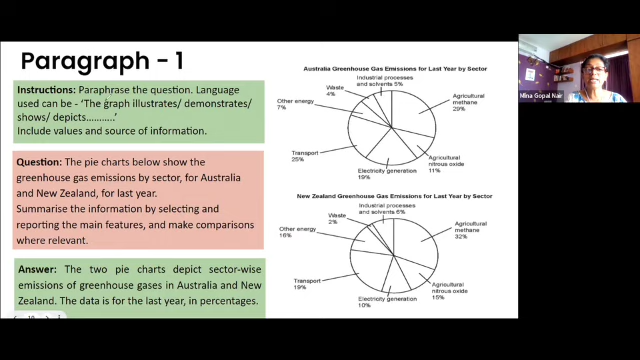 Paragraph - 1
Instructions: Paraphrase the question. Language
used can be - 'The graph illustrates/ demonstrates/
shows/ depicts..........'
Include values and source of information.
Question: The pie charts below show the
greenhouse gas emissions by sector, for Australia
and New Zealand, for last year.
Summarise the information by selecting and
reporting the main features, and make comparisons
where relevant.
Answer: The two pie charts depict sector-wise
emissions of greenhouse gases in Australia and New
Zealand. The data is for the last year, in percentages.
Australia Greenhouse Gas Emissions for Last Year by Sector
Industrial processes
and solvents 5%
Waste
4%
Other energy
7%
Agricultural
methane
29%
Transport
25%
Electricity generation
19%
Agricultural
nitrous oxide
11%
New Zealand Greenhouse Gas Emissions for Last Year by Sector
Industrial processes
and solvents 6%
Waste
2%
Other energy
16%
Agricultural
methane
32%
Transport
19%
Electricity generation
10%
Agricultural
nitrous oxide
15%
Mina Gopal Nair